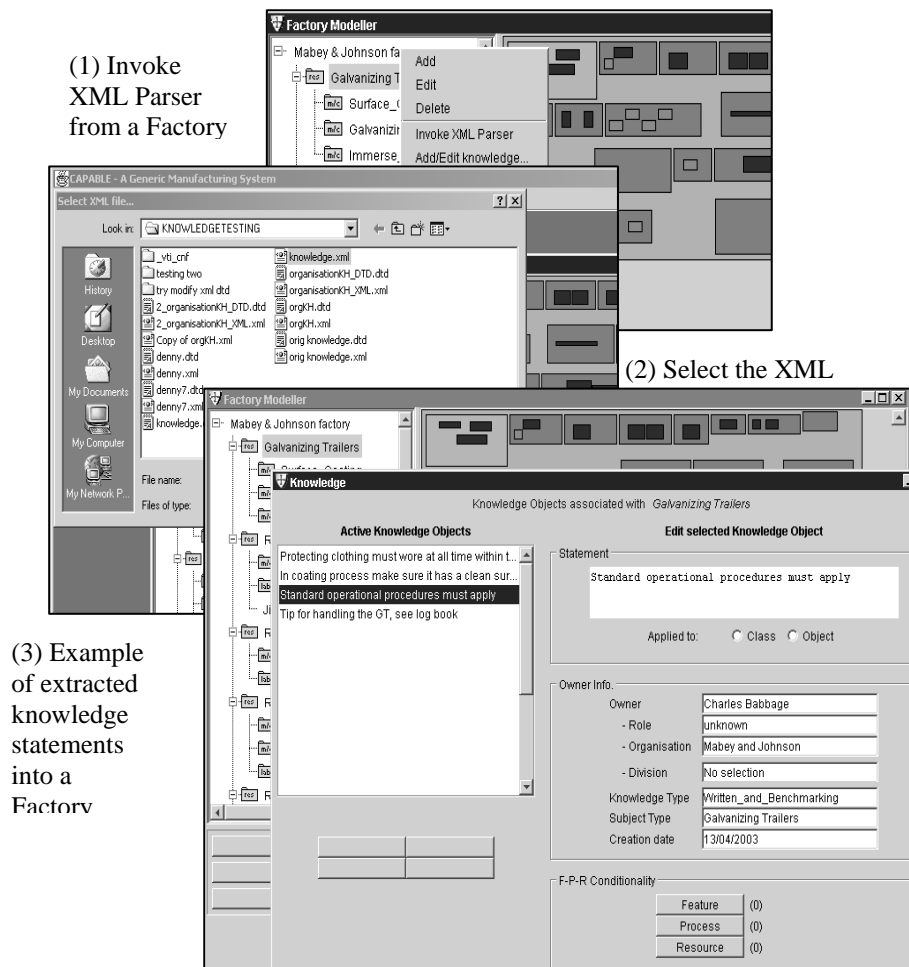 Factory Modeller
Mabey & Johnson fa
res Galvanizing T
m/c Surface_
m/c Galvanizi
m/c Immerse_
Add
Edit
Delete
Invoke XML Parser
Add/Edit knowledge...
(1) Invoke
XML Parser
from a Factory
CAPABLE - A Generic Manufacturing System
Select XML file...
Look in: KNOWLEDGETESTING
History
Desktop
My Documents
My Computer
My Network P...
_vti_cnf
testing two
try modify xml dtd
2_organisationKH_DTD.dtd
2_organisationKH_XML.xml
Copy of orgKH.xml
denny.dtd
denny.xml
denny7.dtd
denny7.xml
knowledge.
knowledge.xml
organisationKH_DTD.dtd
organisationKH_XML.xml
orgKH.dtd
orgKH.xml
orig knowledge.dtd
orig knowledge.xml
File name:
Files of type:
(2) Select the XML
Factory Modeller
Mabey & Johnson factory
res Galvanizing Trailers
Knowledge
Knowledge Objects associated with Galvanizing Trailers
Active Knowledge Objects
Protecting clothing must wore at all time within t...
In coating process make sure it has a clean sur...
Standard operational procedures must apply
Tip for handling the GT, see log book
Edit selected Knowledge Object
Statement
Standard operational procedures must apply
Applied to: Class Object
Owner Info.
Owner Charles Babbage
- Role unknown
- Organisation Mabey and Johnson
- Division No selection
Knowledge Type Written_and_Benchmarking
Subject Type Galvanizing Trailers
Creation date 13/04/2003
F-P-R Conditionality
Feature (0)
Process (0)
Resource (0)
(3) Example
of extracted
knowledge
statements
into a
Factory